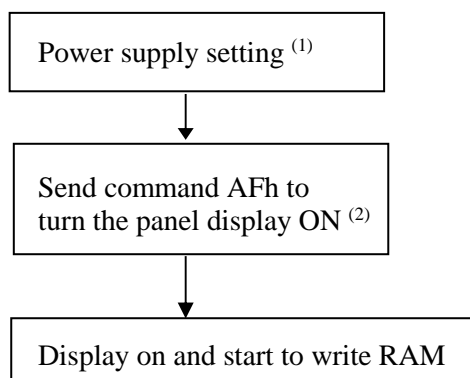 Power supply setting (1)
Send command AFh to
turn the panel display ON (2)
Display on and start to write RAM